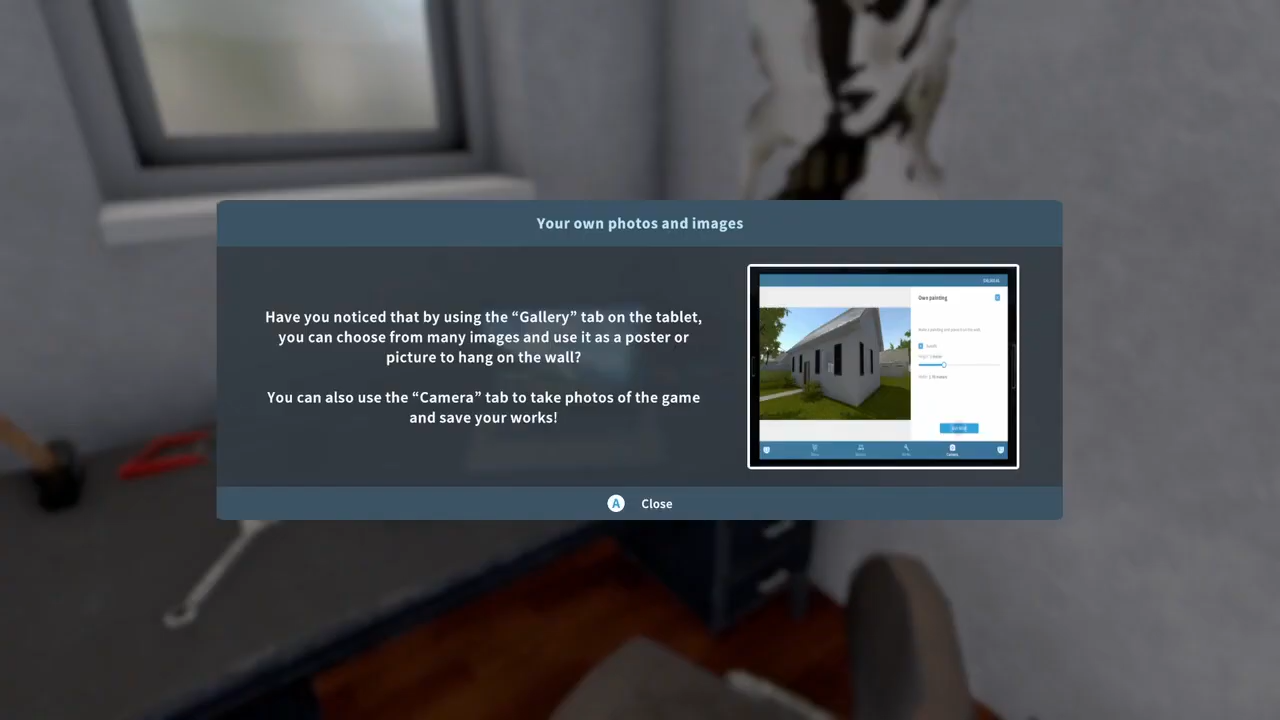 Your own photos and images
Have you noticed that by using the “Gallery” tab on the tablet,
you can choose from many images and use it as a poster or
picture to hang on the wall?
You can also use the “Camera” tab to take photos of the game
and save your works!
Own painting
A Close